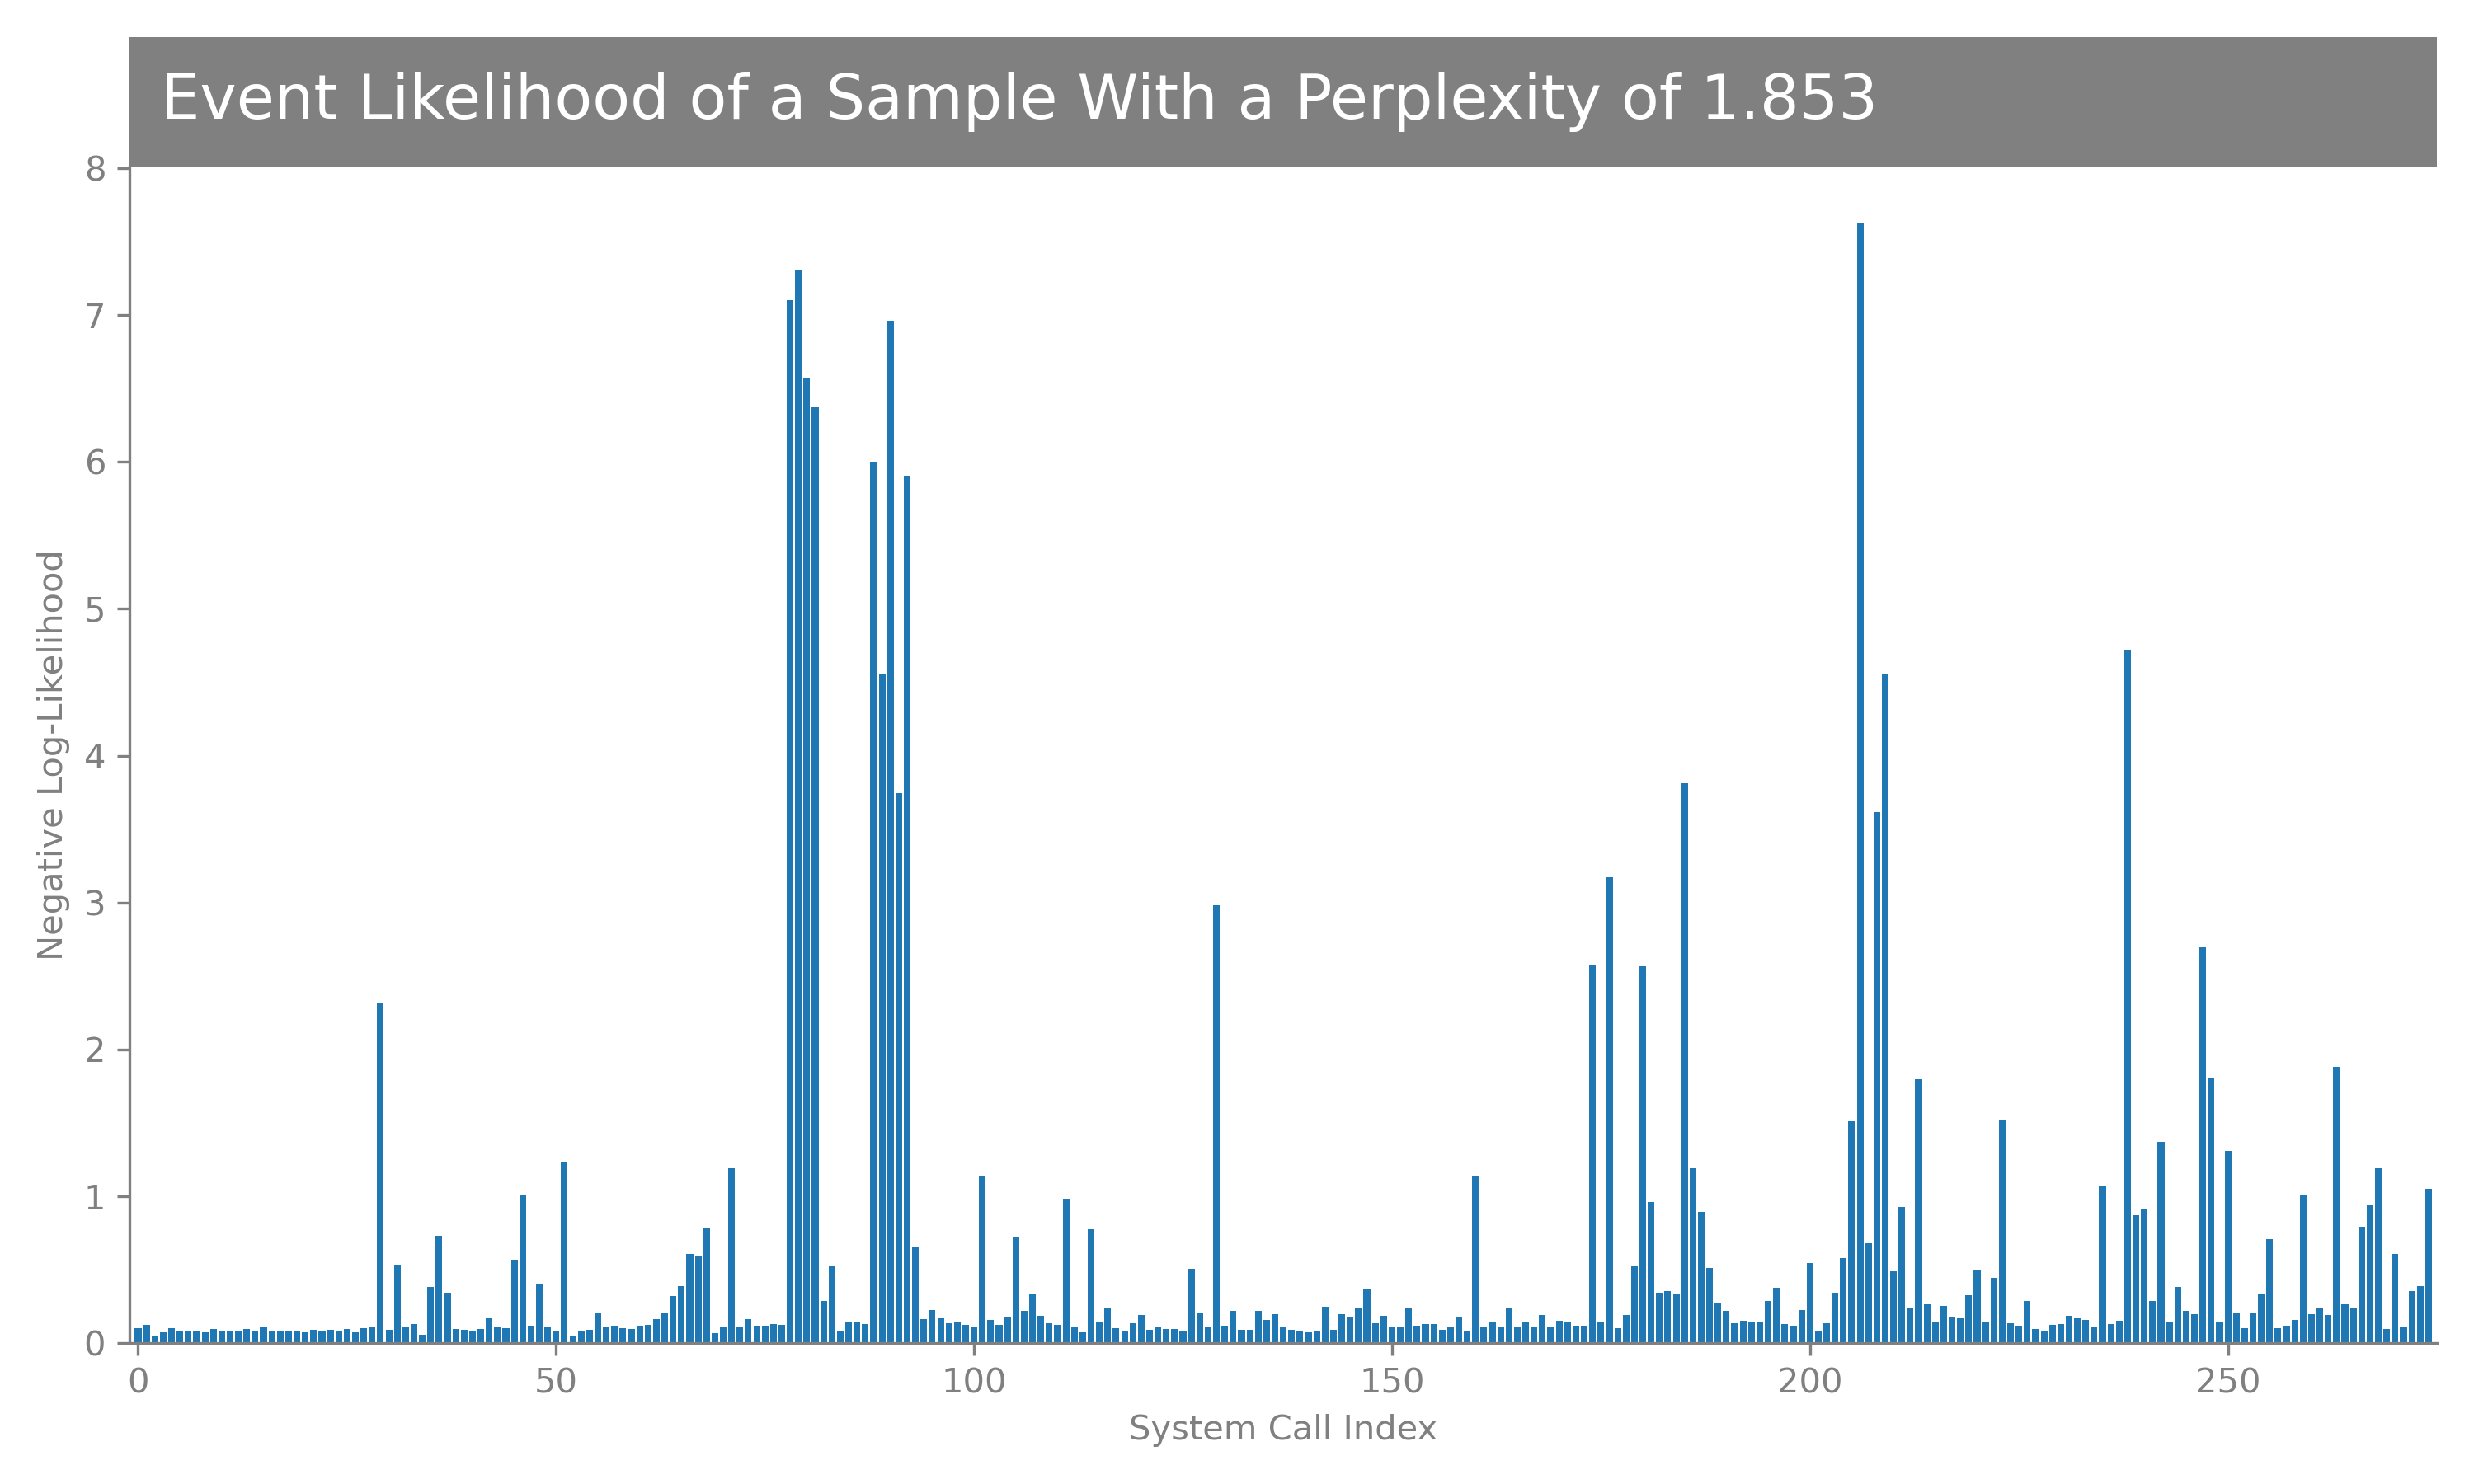 Event Likelihood of a Sample With a Perplexity of 1.853
8
7
6
5
4
3
2
1
0
Negative Log-Likelihood
0 50 100 150 200 250
System Call Index